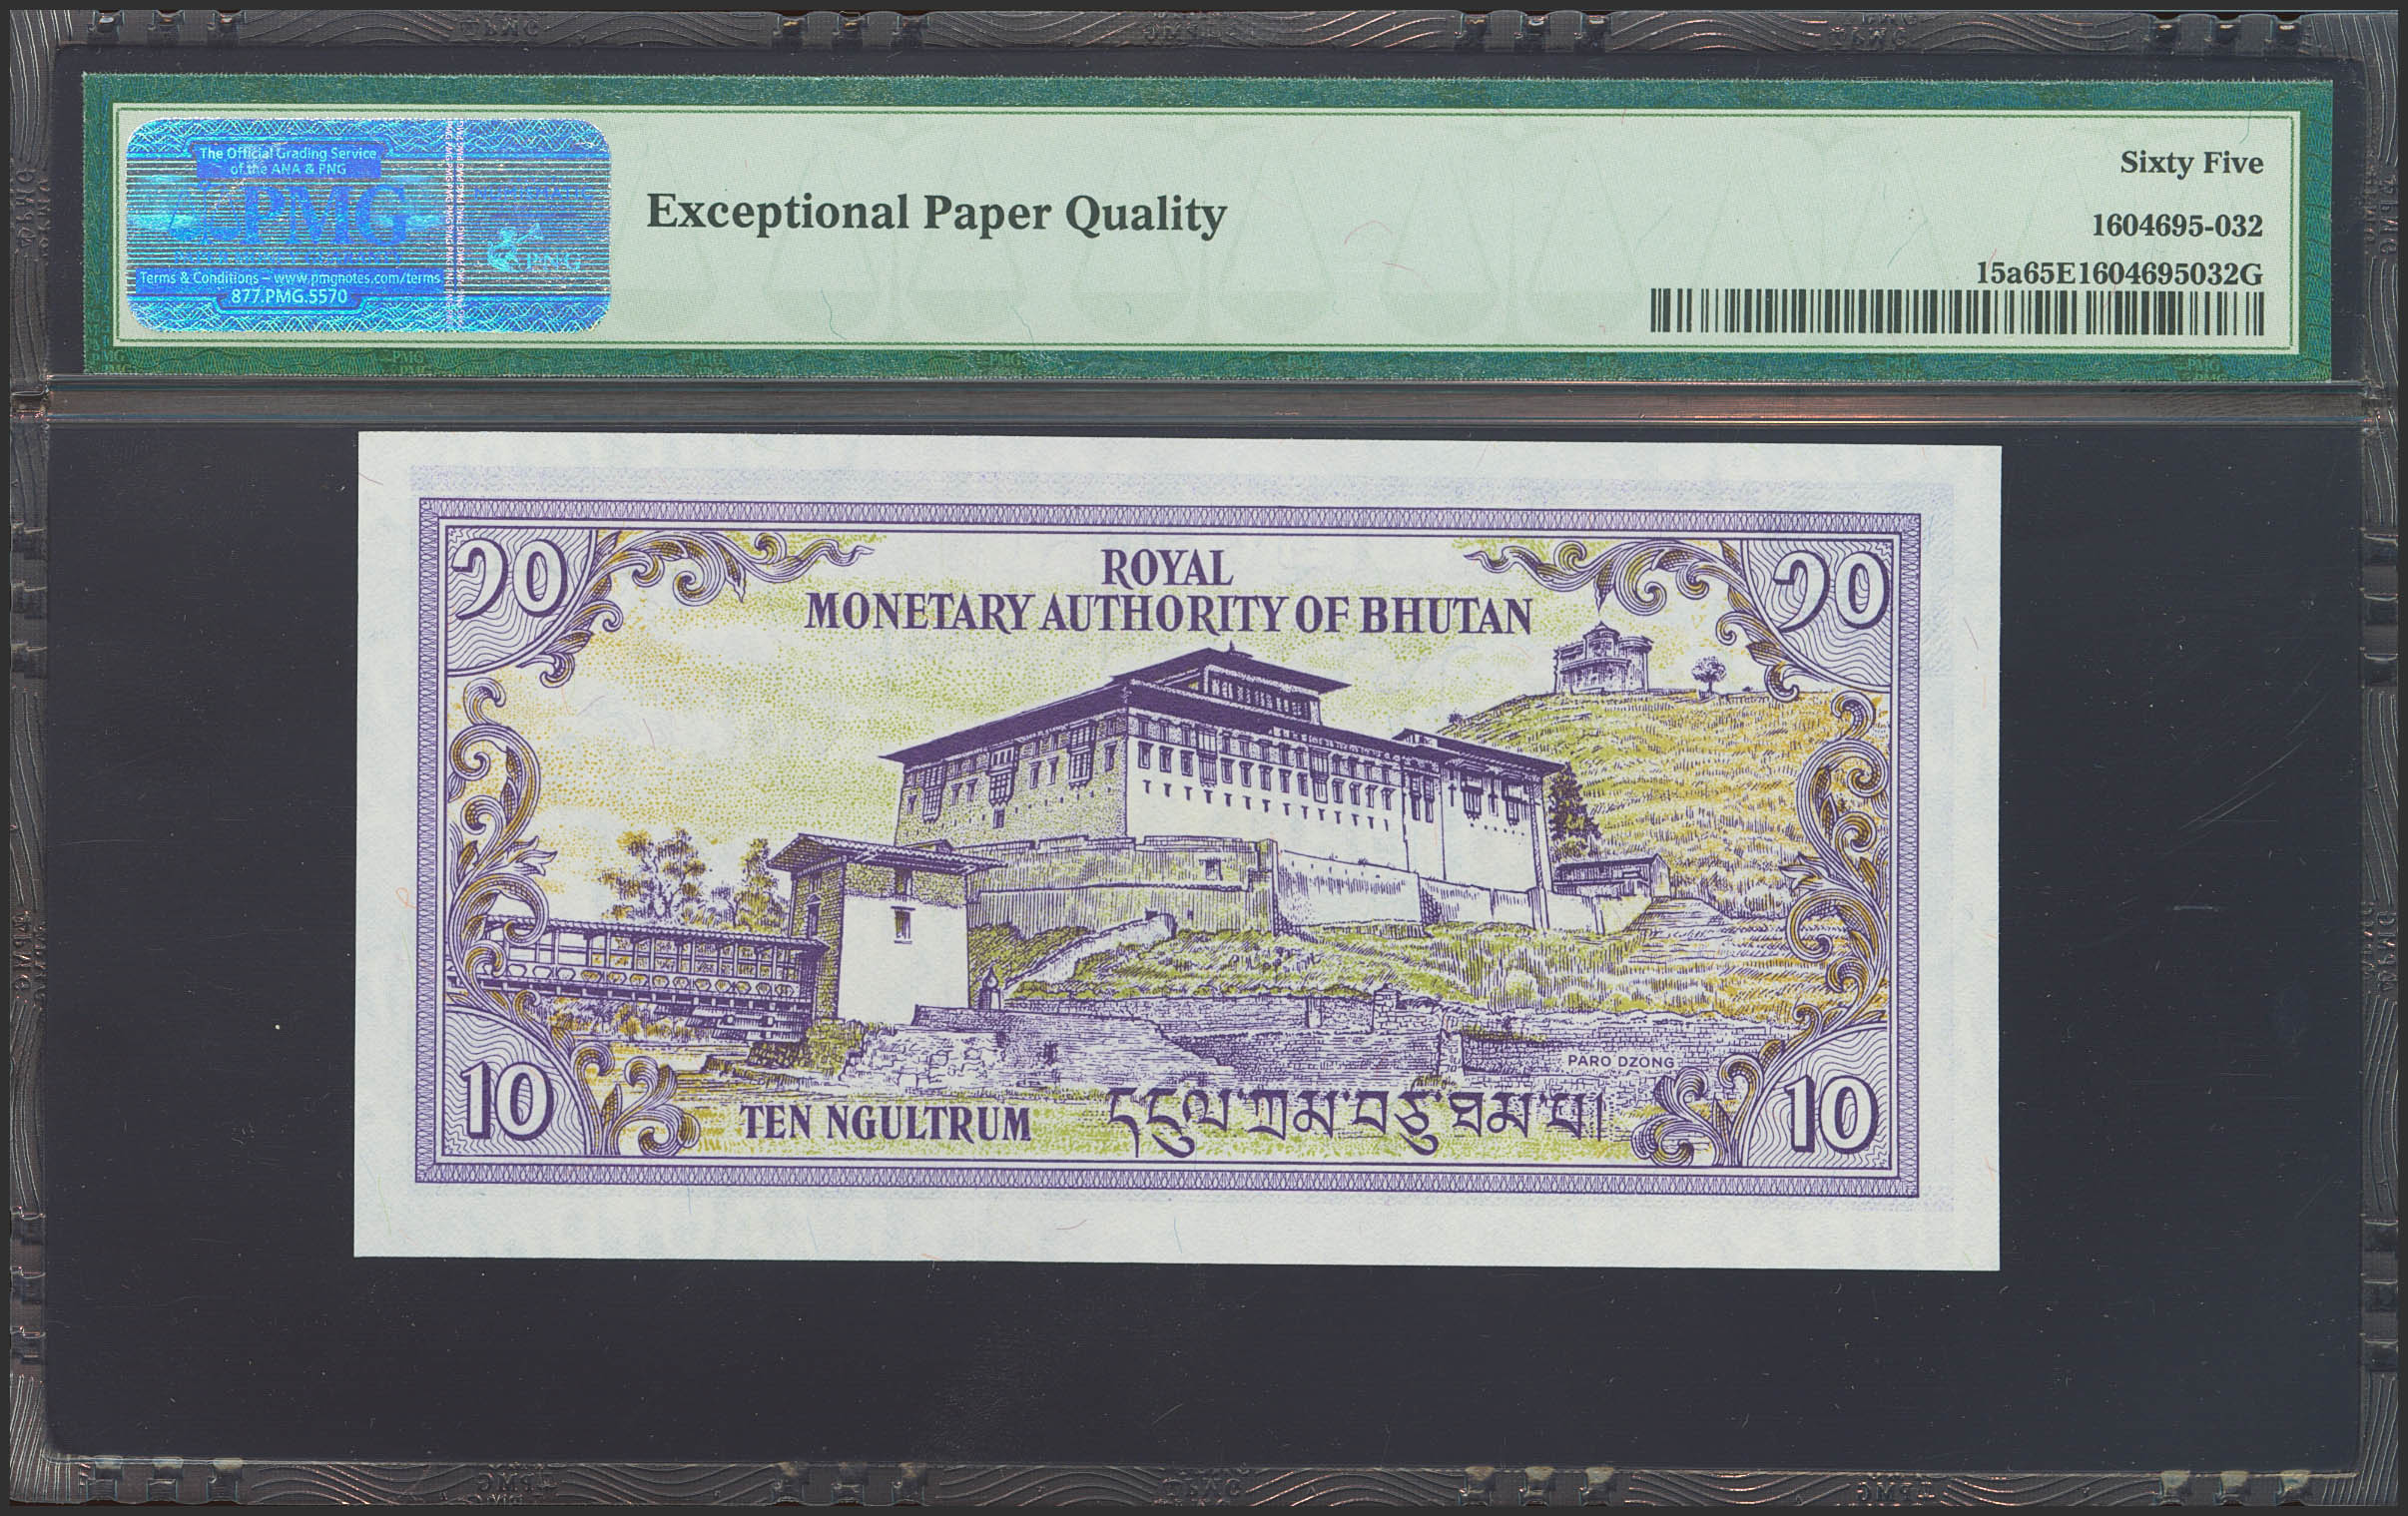 The Official Grading Service
of the ANA & PNG
PMG
Terms & Conditions – www.pmgnotes.com/terms
877.PMG.5570
PNG
Exceptional Paper Quality
Sixty Five
1604695-032
15a65E1604695032G
༡༠
༡༠
ROYAL
MONETARY AUTHORITY OF BHUTAN
PARO DZONG
10
TEN NGULTRUM
དངུལ་ཀྲམ་བཅུ་ཐམ་པ།
10